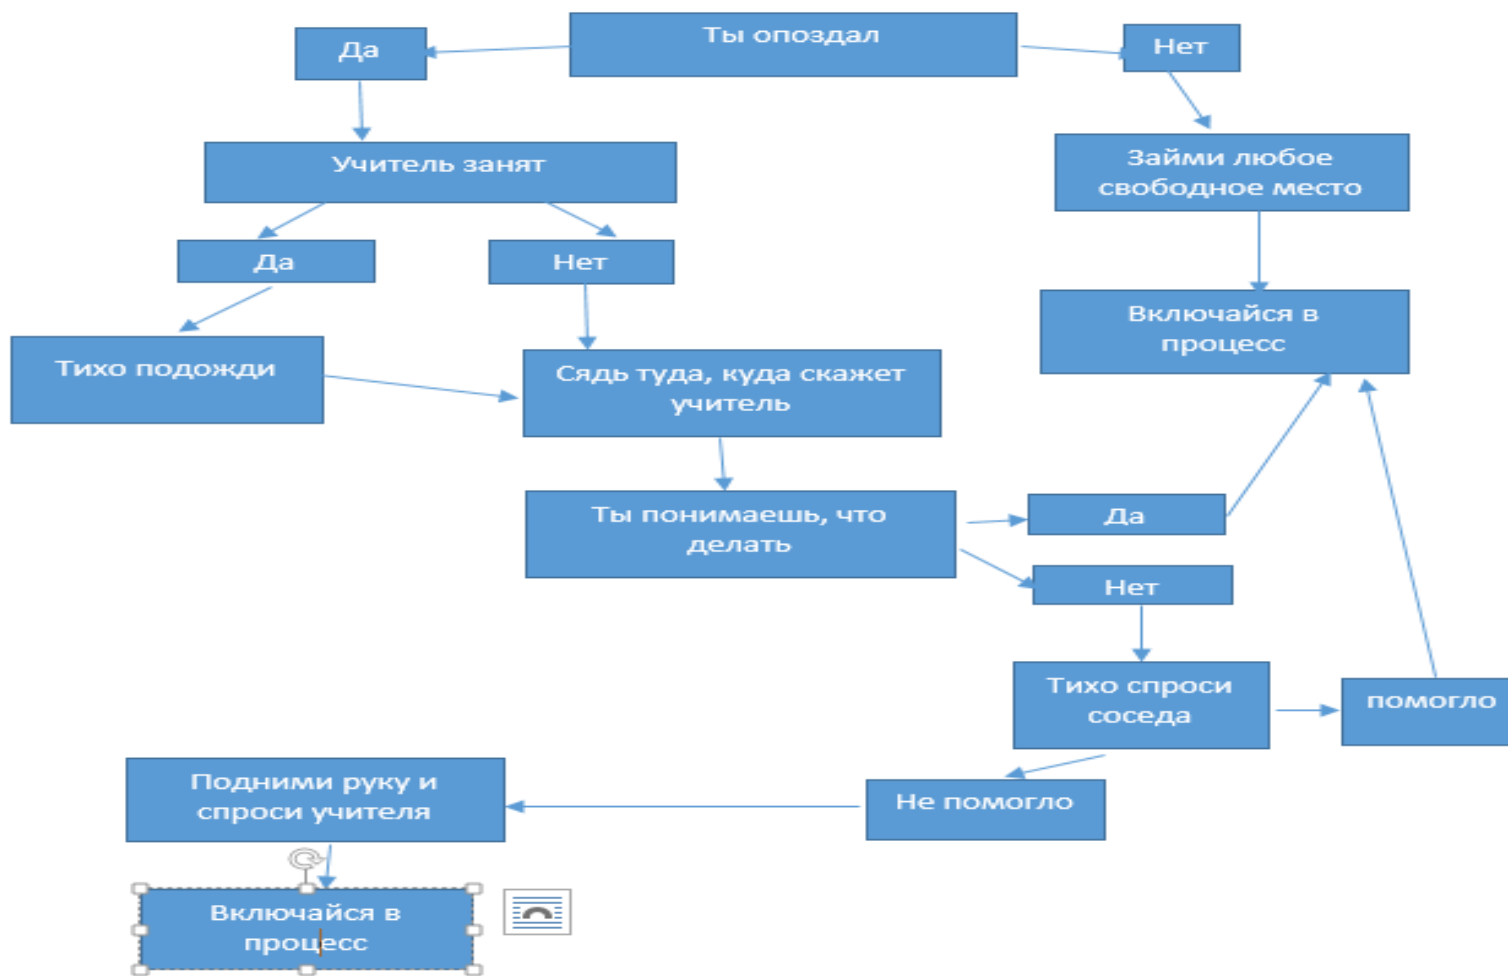 Ты опоздал
Да
Нет
Учитель занят
Займи любое
свободное место
Да
Нет
Включайся в
процесс
Тихо подожди
Сядь туда, куда скажет
учитель
Ты понимаешь, что
делать
Да
Нет
Тихо спроси
соседа
помогло
Не помогло
Подними руку и
спроси учителя
Включайся в
процесс